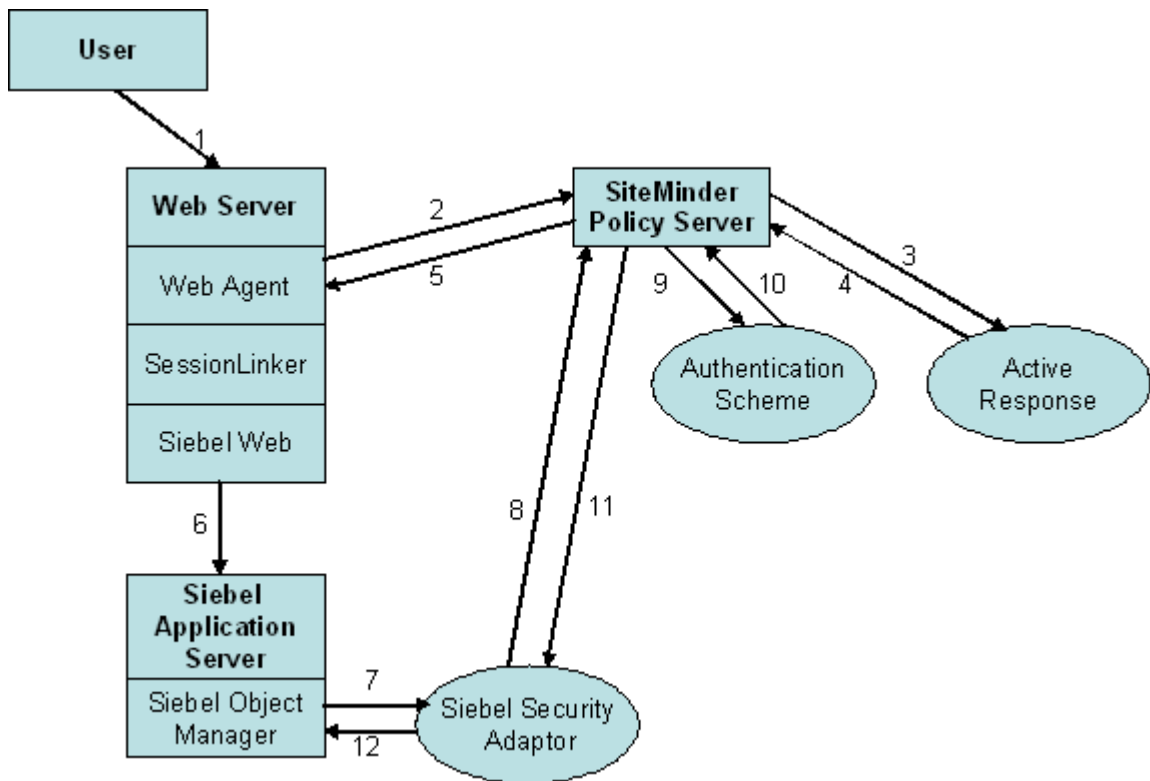 User
1
Web Server
SiteMinder
Policy Server
2
3
Web Agent
5
9
10
4
SessionLinker
Authentication
Scheme
Active
Response
Siebel Web
6
8
11
Siebel
Application
Server
7
Siebel Object
Manager
Siebel Security
Adaptor
12